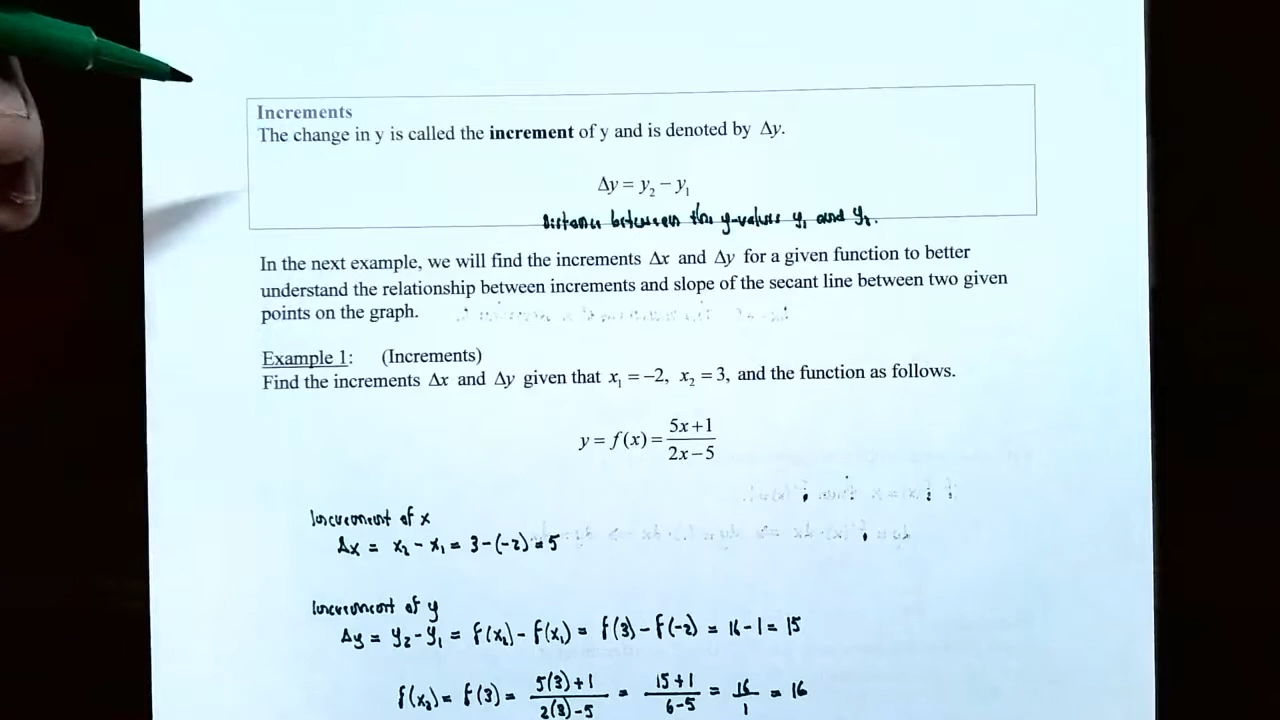 Increments
The change in y is called the increment of y and is denoted by Δy.
Δy = y₂ − y₁
Distance between the y-values y₁ and y₂.
In the next example, we will find the increments Δx and Δy for a given function to better
understand the relationship between increments and slope of the secant line between two given
points on the graph.
Example 1: (Increments)
Find the increments Δx and Δy given that x₁ = −2, x₂ = 3, and the function as follows.
y = f(x) = (5x+1)/(2x−5)
Increment of x
Δx = x₂ − x₁ = 3 − (−2) = 5
Increment of y
Δy = y₂ − y₁ = f(x₂) − f(x₁) = f(3) − f(−2) = 16 − 1 = 15
f(x₂) = f(3) = (5(3)+1)/(2(3)−5) = (15+1)/(6−5) = 16/1 = 16